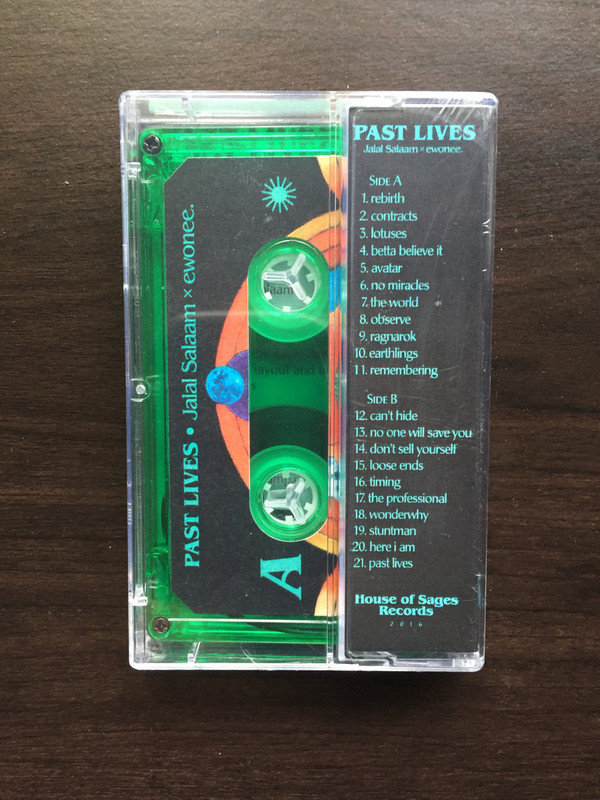 PAST LIVES • Jalal Salaam × ewonee.
A
PAST LIVES
Jalal Salaam × ewonee.
SIDE A
1. rebirth
2. contracts
3. lotuses
4. betta believe it
5. avatar
6. no miracles
7. the world
8. observe
9. ragnarok
10. earthlings
11. remembering
SIDE B
12. can't hide
13. no one will save you
14. don't sell yourself
15. loose ends
16. timing
17. the professional
18. wonderwhy
19. stuntman
20. here i am
21. past lives
House of Sages
Records
2016